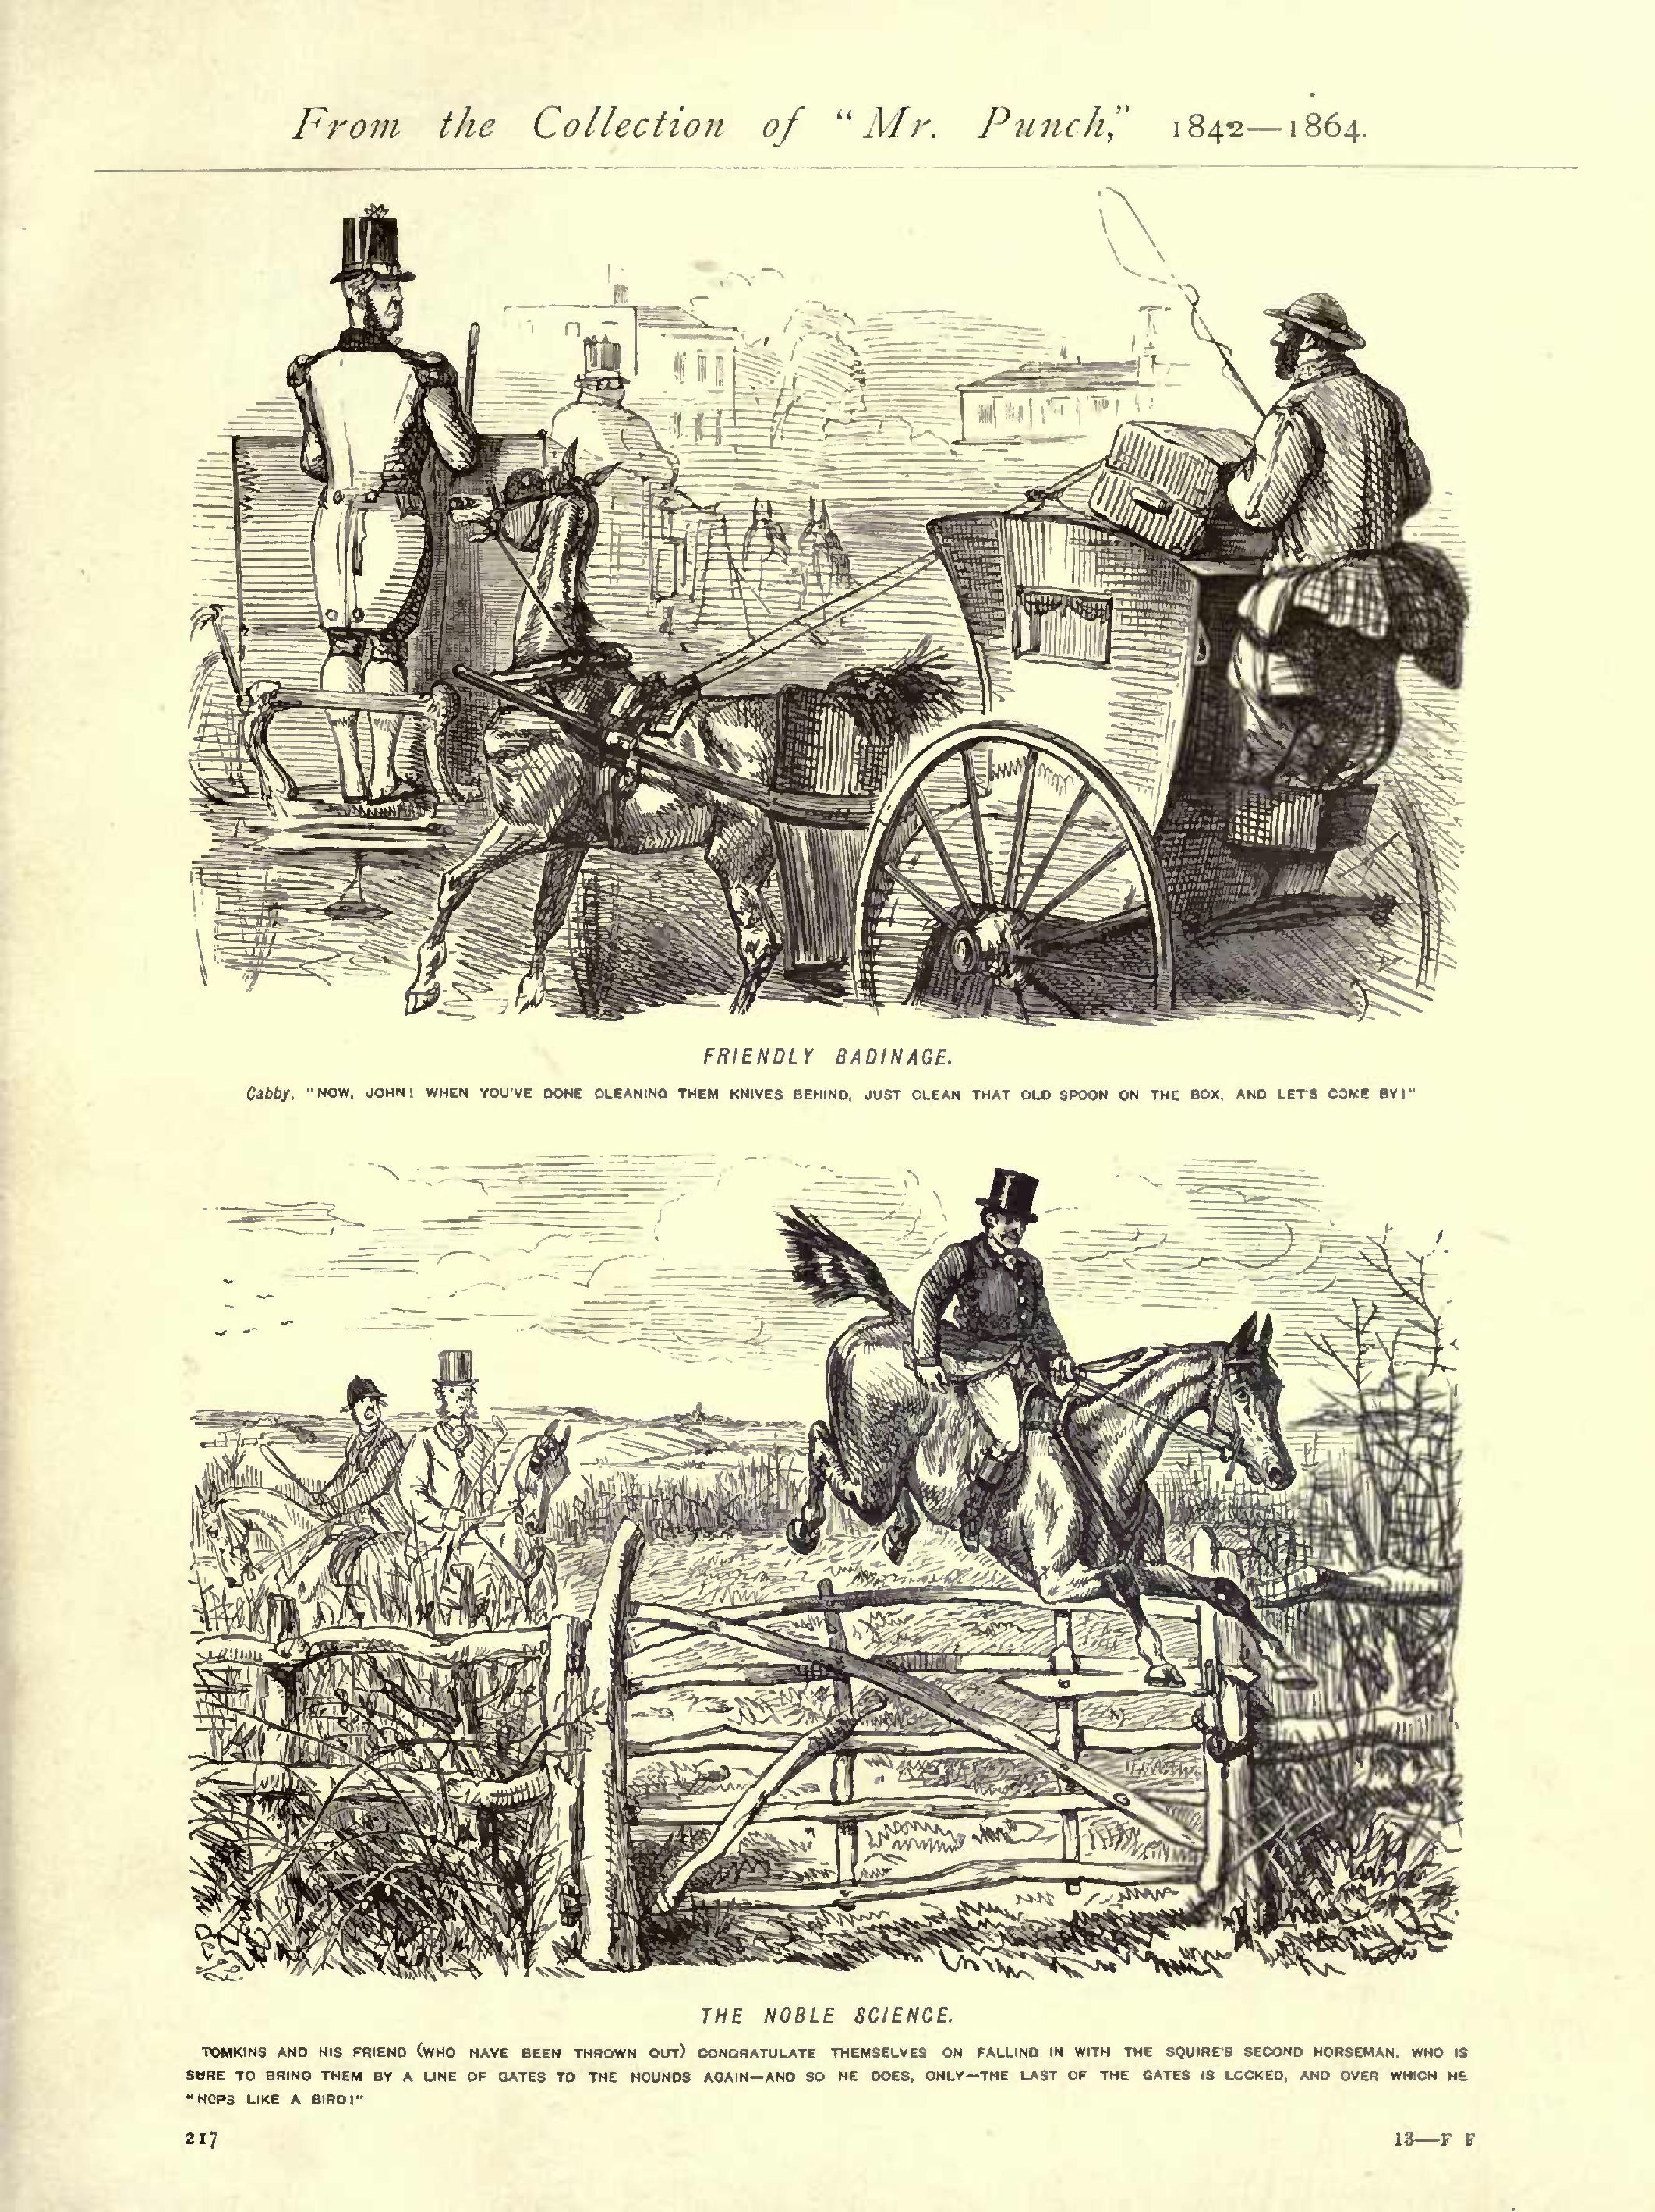 From the Collection of "Mr. Punch," 1842—1864.
FRIENDLY BADINAGE.
Cabby. "NOW, JOHN! WHEN YOU'VE DONE CLEANING THEM KNIVES BEHIND, JUST CLEAN THAT OLD SPOON ON THE BOX, AND LET'S COME BY!"
THE NOBLE SCIENCE.
TOMKINS AND HIS FRIEND (WHO HAVE BEEN THROWN OUT) CONGRATULATE THEMSELVES ON FALLING IN WITH THE SQUIRE'S SECOND HORSEMAN, WHO IS
SURE TO BRING THEM BY A LINE OF GATES TO THE HOUNDS AGAIN—AND SO HE DOES, ONLY—THE LAST OF THE GATES IS LOCKED, AND OVER WHICH HE
"HOPS LIKE A BIRD!"
217
13—F F